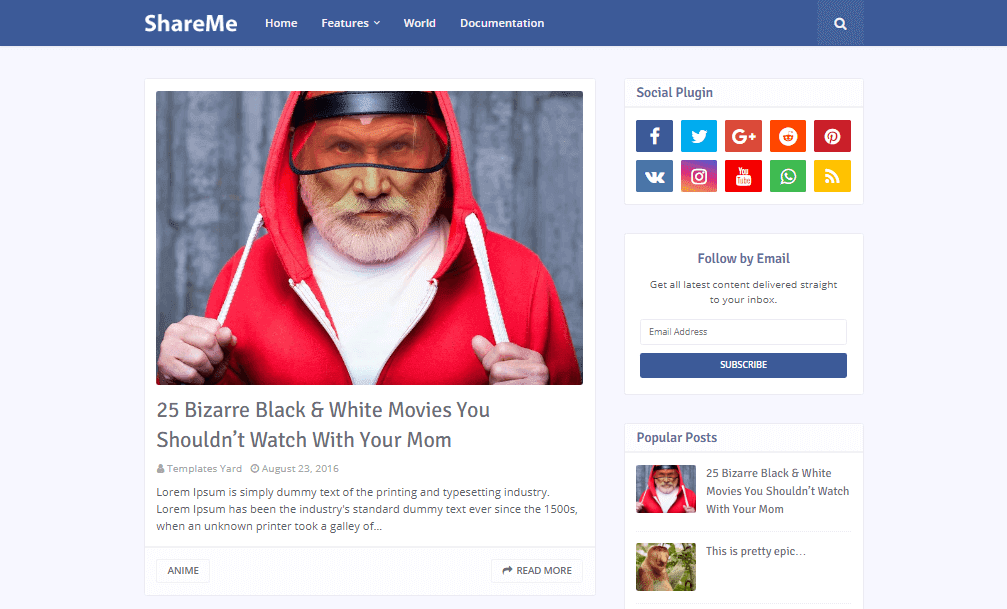 ShareMe
Home
Features
World
Documentation
25 Bizarre Black & White Movies You
Shouldn’t Watch With Your Mom
Templates Yard
August 23, 2016
Lorem Ipsum is simply dummy text of the printing and typesetting industry.
Lorem Ipsum has been the industry's standard dummy text ever since the 1500s,
when an unknown printer took a galley of...
ANIME
READ MORE
Social Plugin
G+
You
Tube
Follow by Email
Get all latest content delivered straight
to your inbox.
Email Address
SUBSCRIBE
Popular Posts
25 Bizarre Black & White
Movies You Shouldn’t Watch
With Your Mom
This is pretty epic...